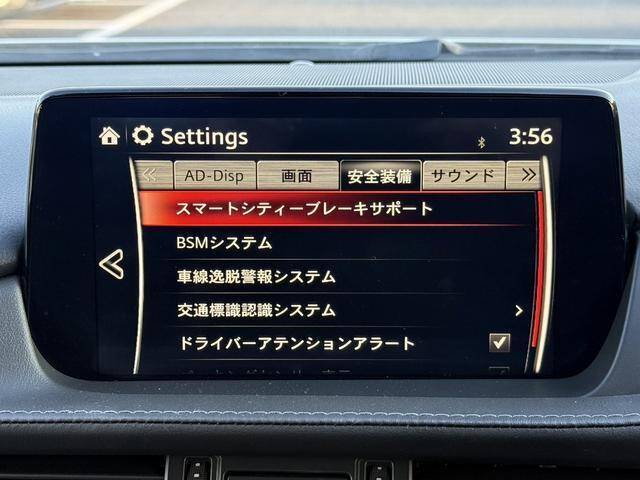 Settings 3:56
AD-Disp 画面 安全装備 サウンド
スマートシティーブレーキサポート
BSMシステム
車線逸脱警報システム
交通標識認識システム
ドライバーアテンションアラート